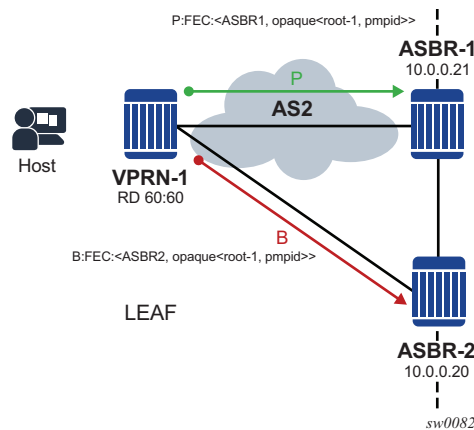 P:FEC:<ASBR1, opaque<root-1, pmpid>>
ASBR-1
10.0.0.21
P
AS2
Host
VPRN-1
RD 60:60
B
B:FEC:<ASBR2, opaque<root-1, pmpid>>
LEAF
ASBR-2
10.0.0.20
sw0082